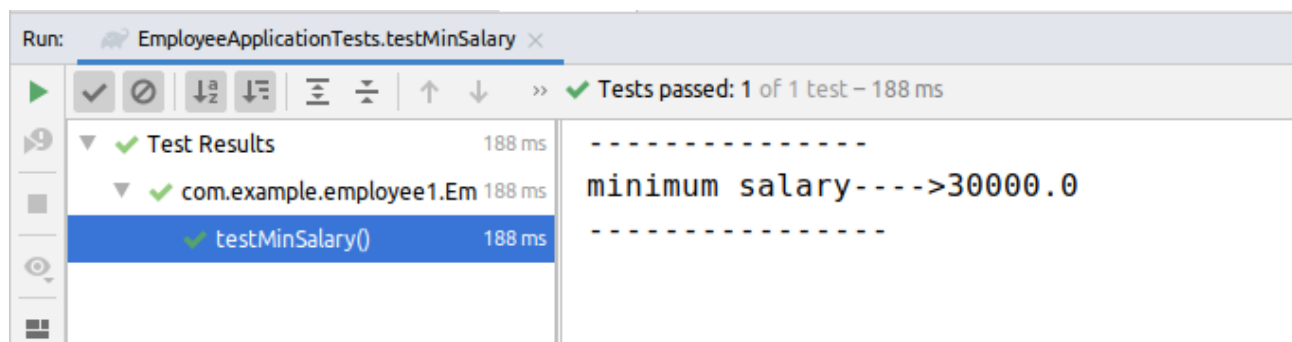 Run: EmployeeApplicationTests.testMinSalary
Tests passed: 1 of 1 test – 188 ms
Test Results 188 ms
com.example.employee1.Em 188 ms
testMinSalary() 188 ms
---------------
minimum salary---->30000.0
----------------